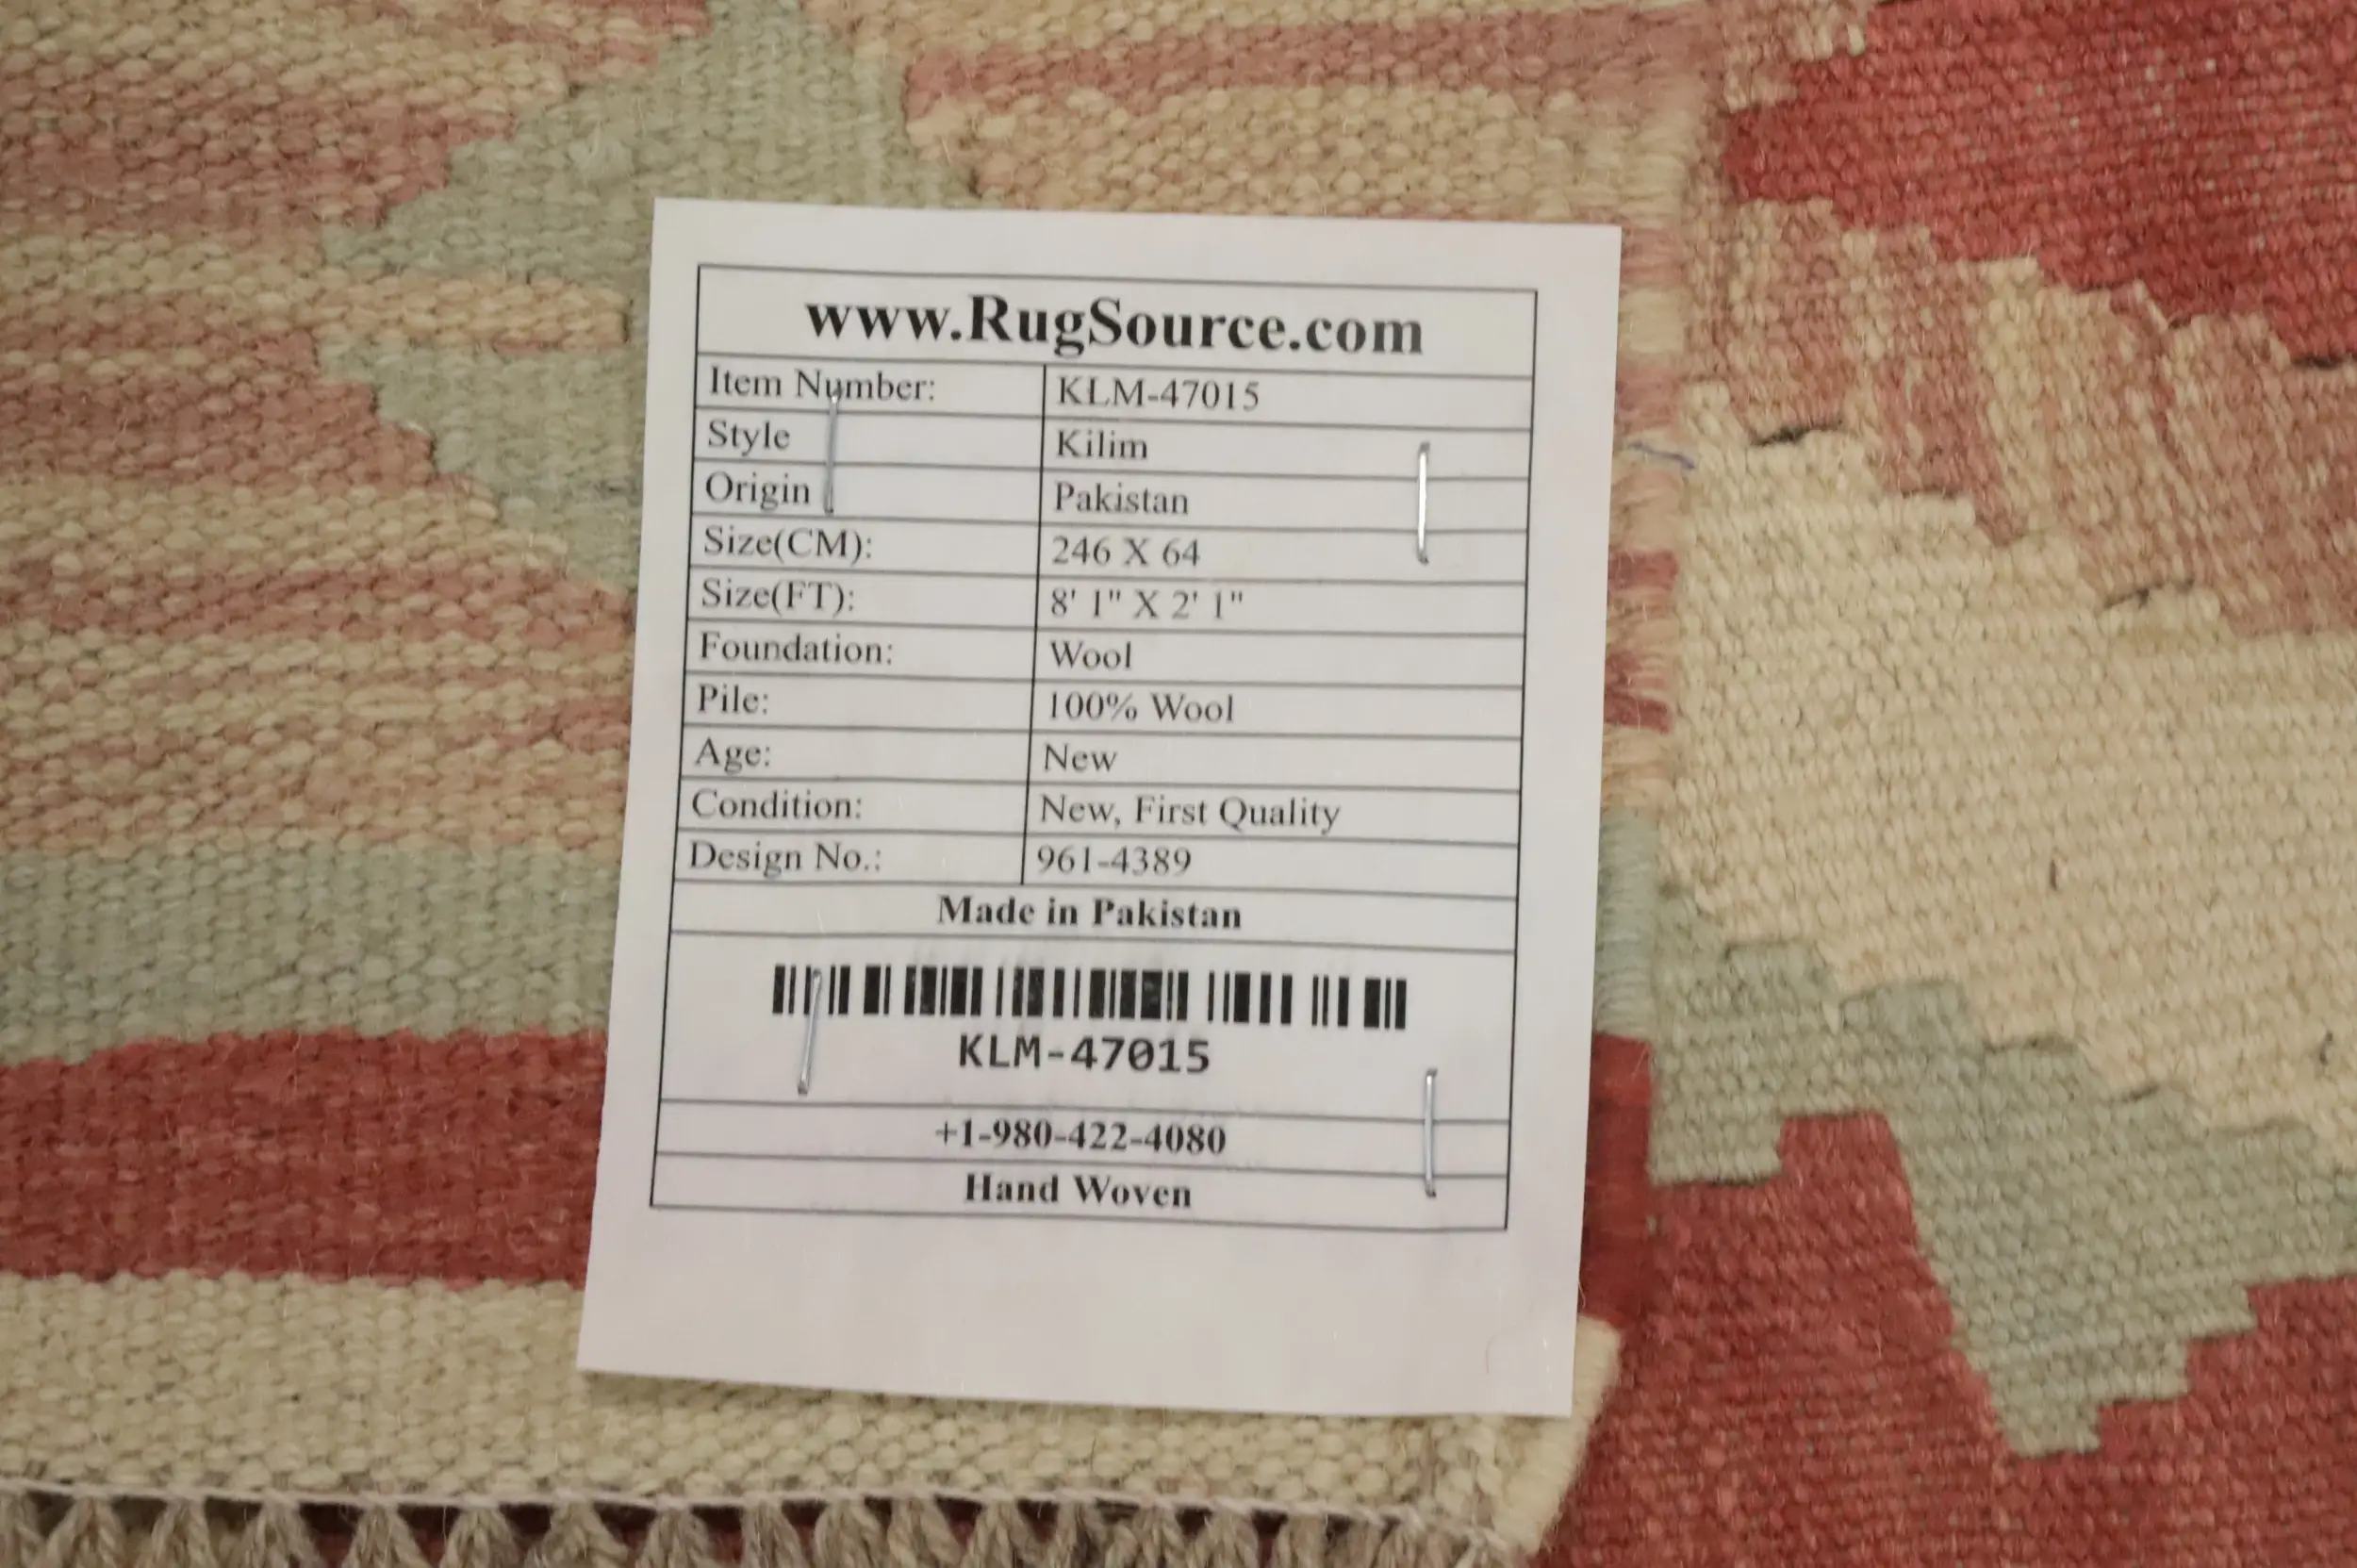 www.RugSource.com
Item Number: KLM-47015
Style Kilim
Origin Pakistan
Size(CM): 246 X 64
Size(FT): 8' 1" X 2' 1"
Foundation: Wool
Pile: 100% Wool
Age: New
Condition: New, First Quality
Design No.: 961-4389
Made in Pakistan
KLM-47015
+1-980-422-4080
Hand Woven